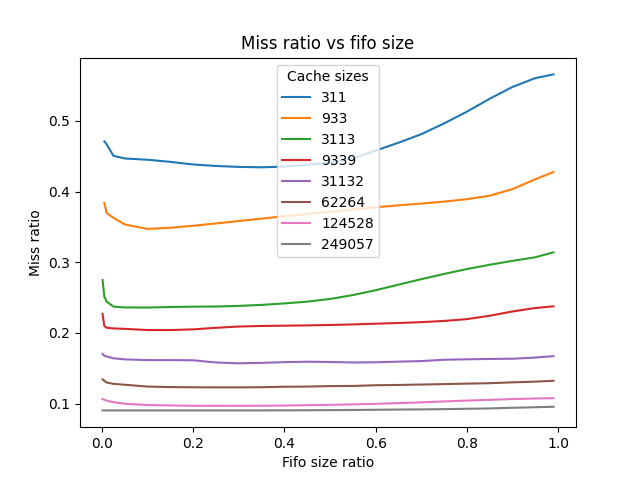 Miss ratio vs fifo size
Cache sizes
311
933
3113
9339
31132
62264
124528
249057
Miss ratio
0.5
0.4
0.3
0.2
0.1
0.0 0.2 0.4 0.6 0.8 1.0
Fifo size ratio